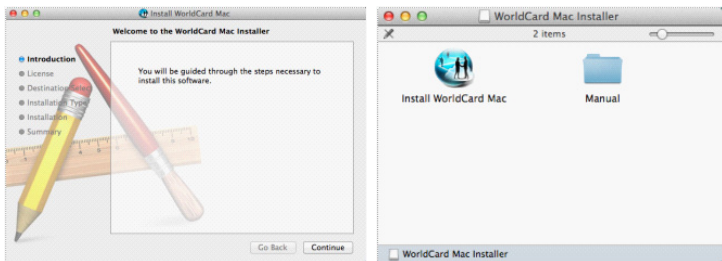 Install WorldCard Mac
Welcome to the WorldCard Mac Installer
Introduction
License
Destination Select
Installation Type
Installation
Summary
You will be guided through the steps necessary to
install this software.
Go Back
Continue
WorldCard Mac Installer
2 items
Install WorldCard Mac
Manual
WorldCard Mac Installer